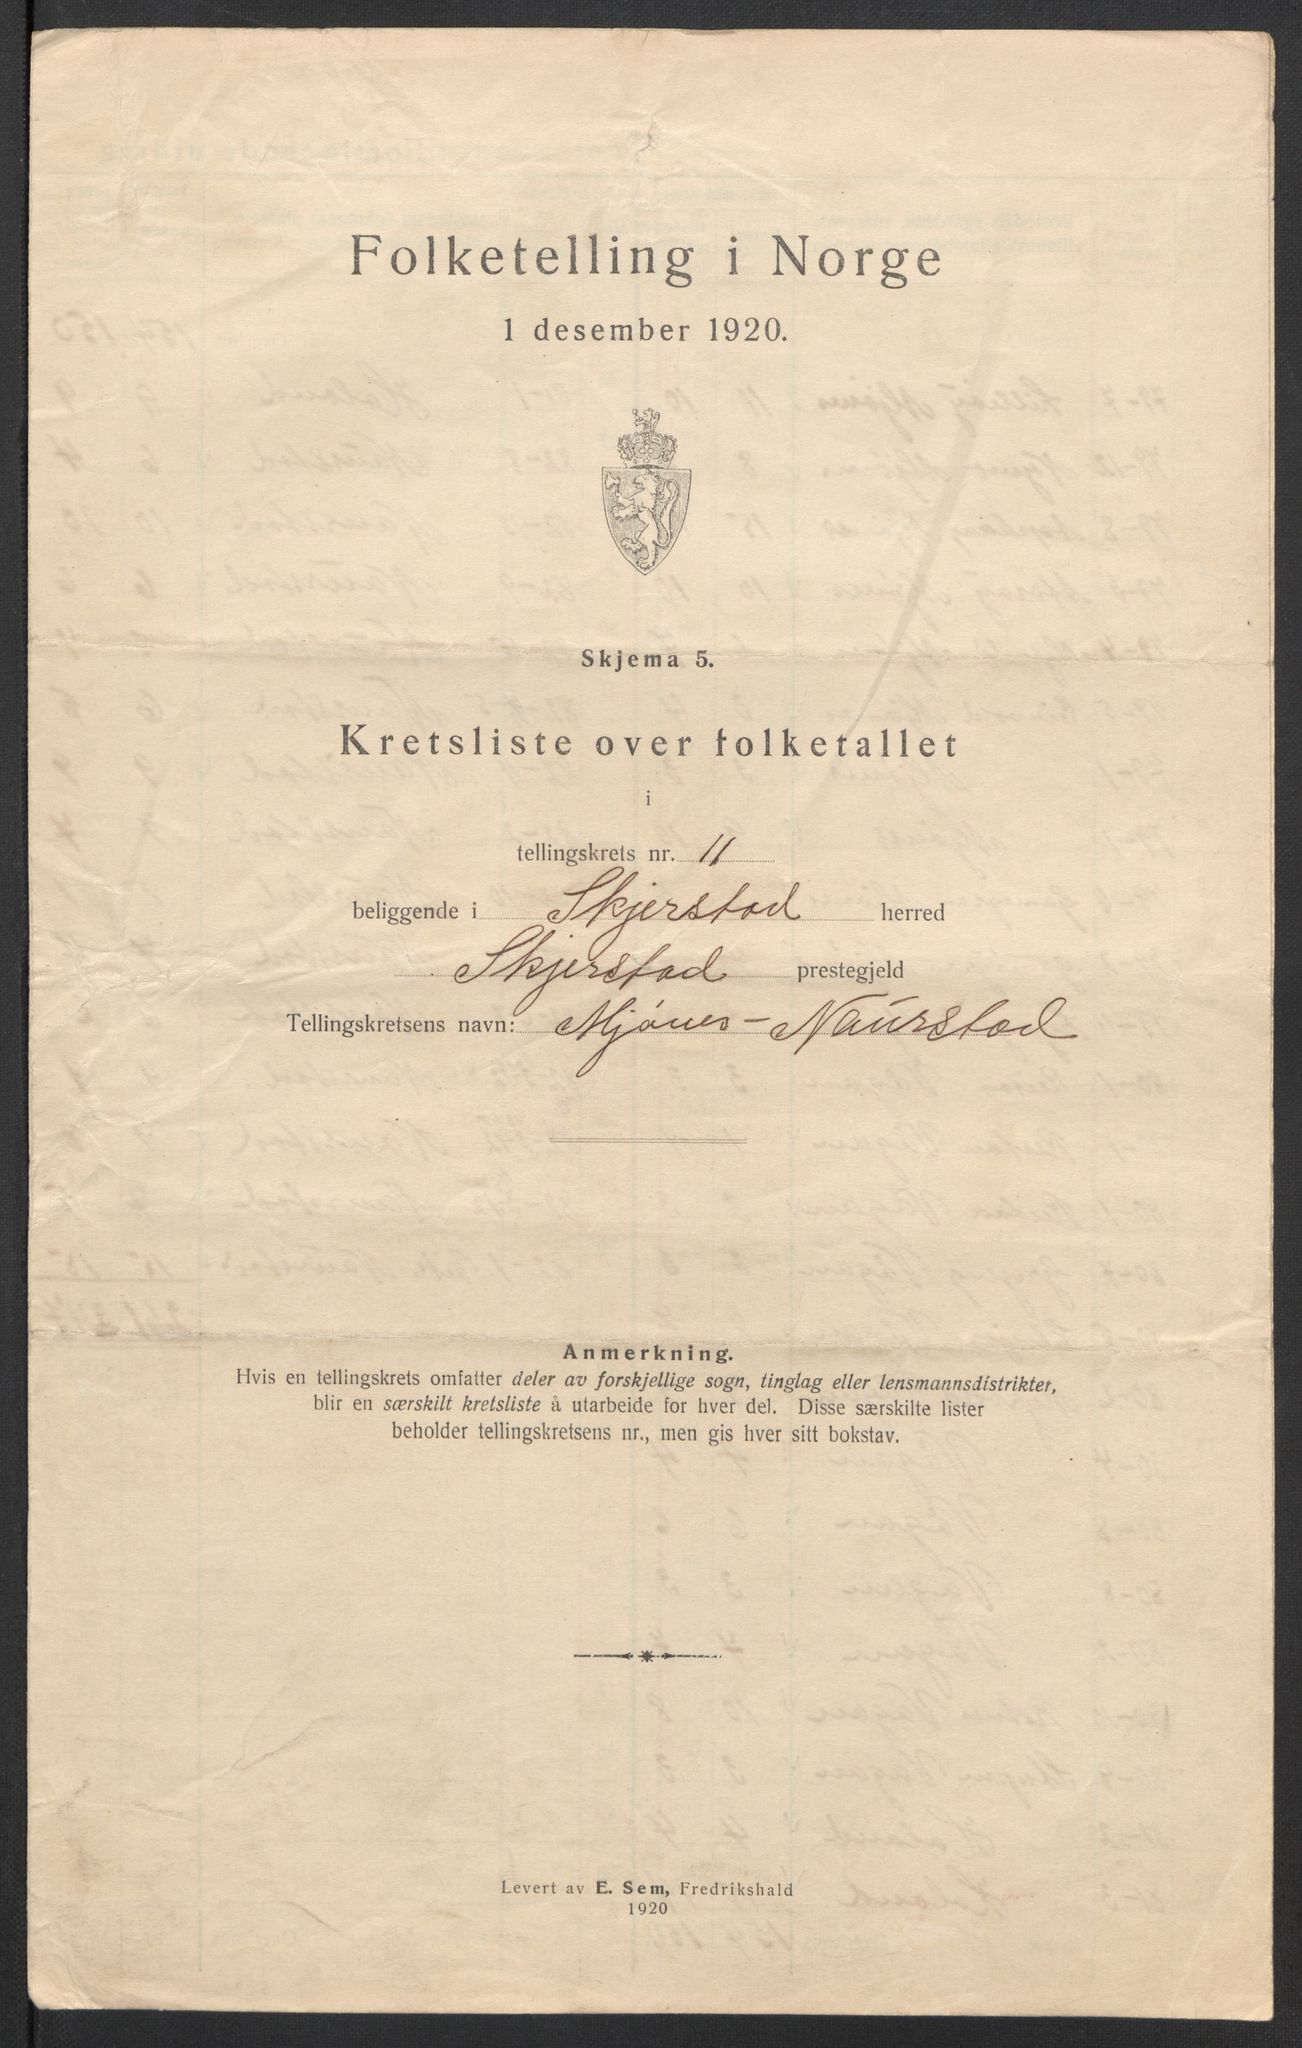 Folketelling i Norge
1 desember 1920.
Skjema 5.
Kretsliste over folketallet
i
tellingskrets nr. 11
beliggende i Skjerstad herred
Skjerstad prestegjeld
Tellingskretsens navn: Mjønes - Naurstad
Anmerkning.
Hvis en tellingskrets omfatter deler av forskjellige sogn, tinglag eller lensmannsdistrikter,
blir en særskilt kretsliste å utarbeide for hver del. Disse særskilte lister
beholder tellingskretsens nr., men gis hver sitt bokstav.
Levert av E. Sem, Fredrikshald
1920